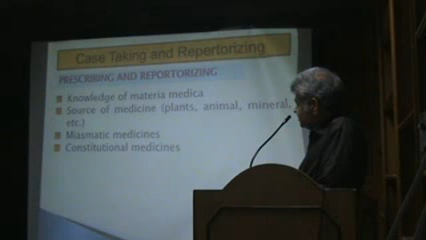 Case Taking and Repertorizing
PRESCRIBING AND REPORTORIZING
Knowledge of materia medica
Source of medicine (plants, animal, mineral,
etc.)
Miasmatic medicines
Constitutional medicines